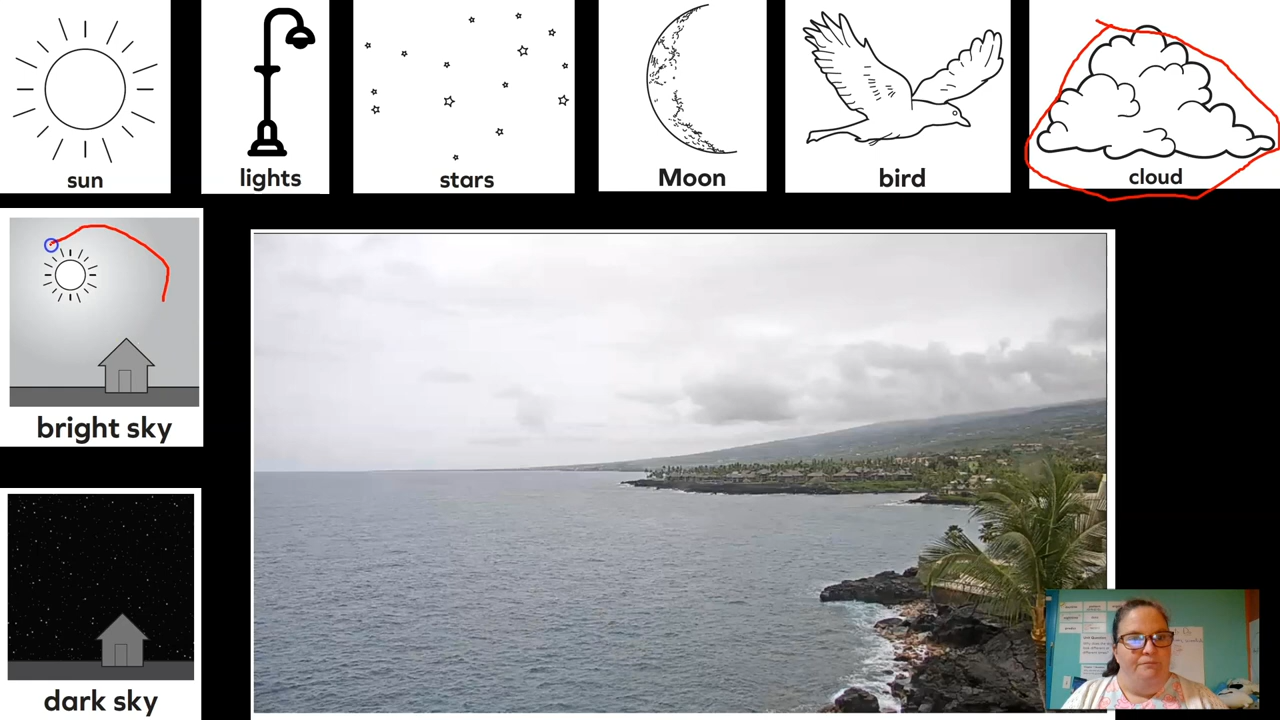 sun
lights
stars
Moon
bird
cloud
bright sky
dark sky